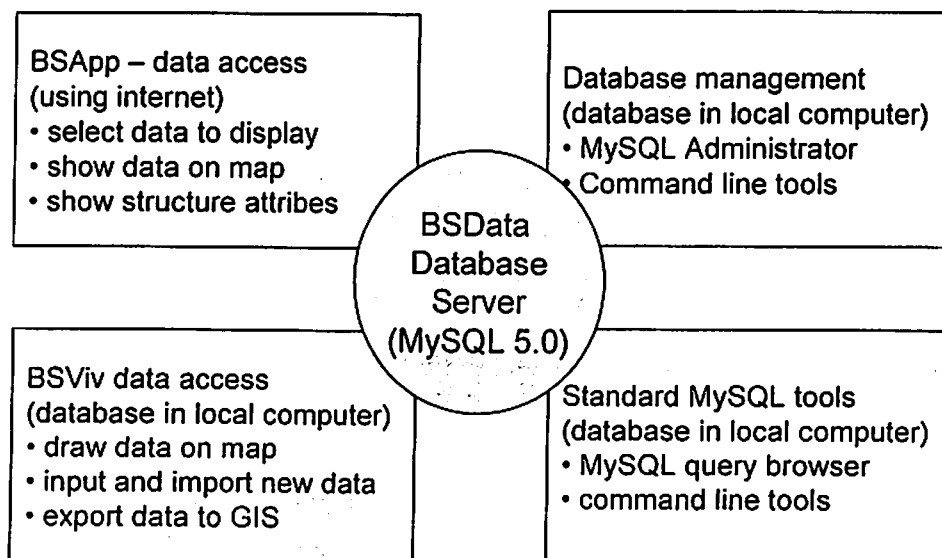 BSApp – data access
(using internet)
• select data to display
• show data on map
• show structure attribes
Database management
(database in local computer)
• MySQL Administrator
• Command line tools
BSData
Database
Server
(MySQL 5.0)
BSViv data access
(database in local computer)
• draw data on map
• input and import new data
• export data to GIS
Standard MySQL tools
(database in local computer)
• MySQL query browser
• command line tools